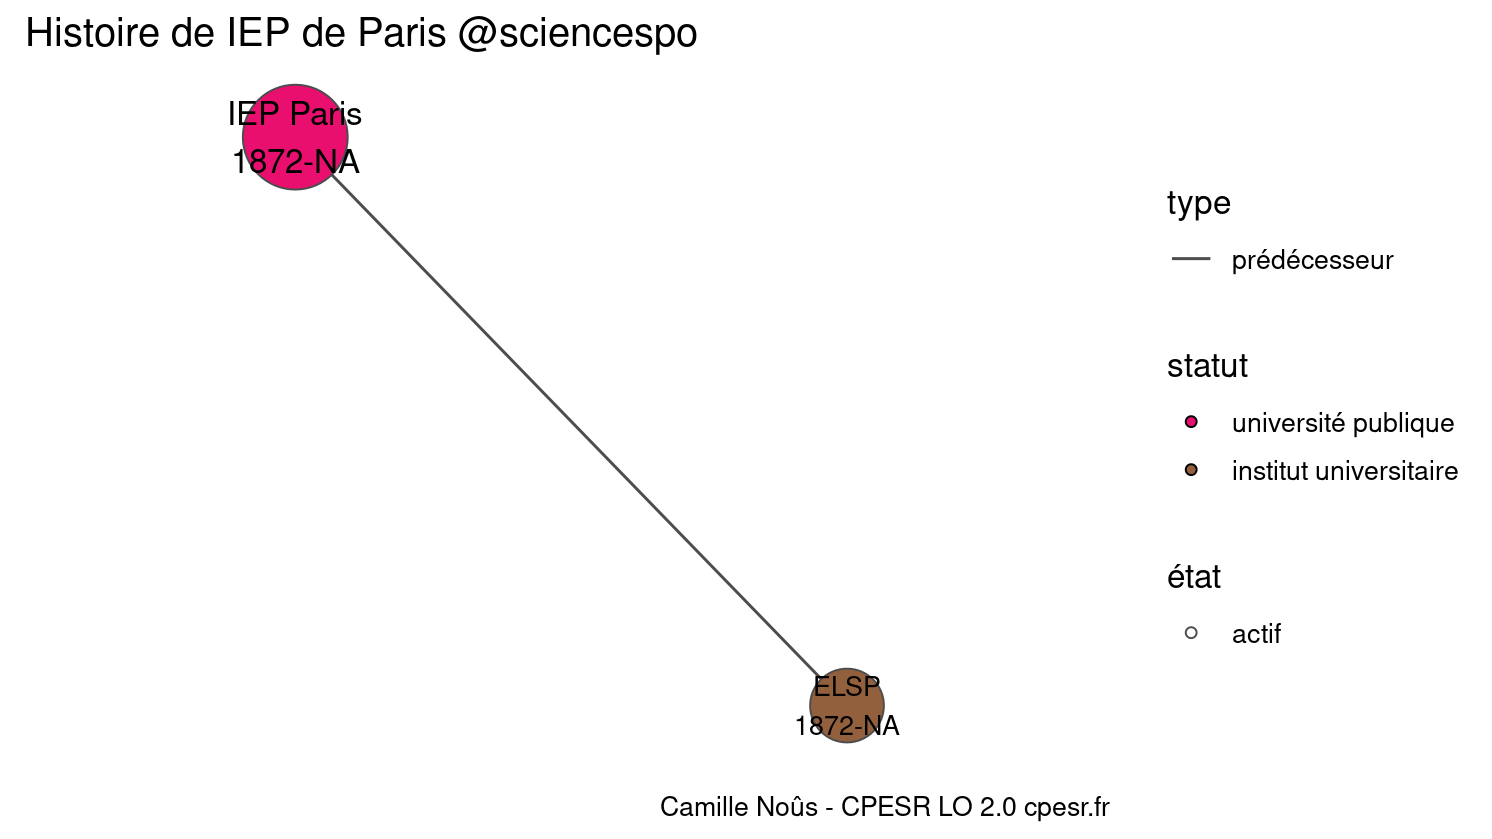 Histoire de IEP de Paris @sciencespo
IEP Paris
1872-NA
ELSP
1872-NA
type
prédécesseur
statut
université publique
institut universitaire
état
actif
Camille Noûs - CPESR LO 2.0 cpesr.fr